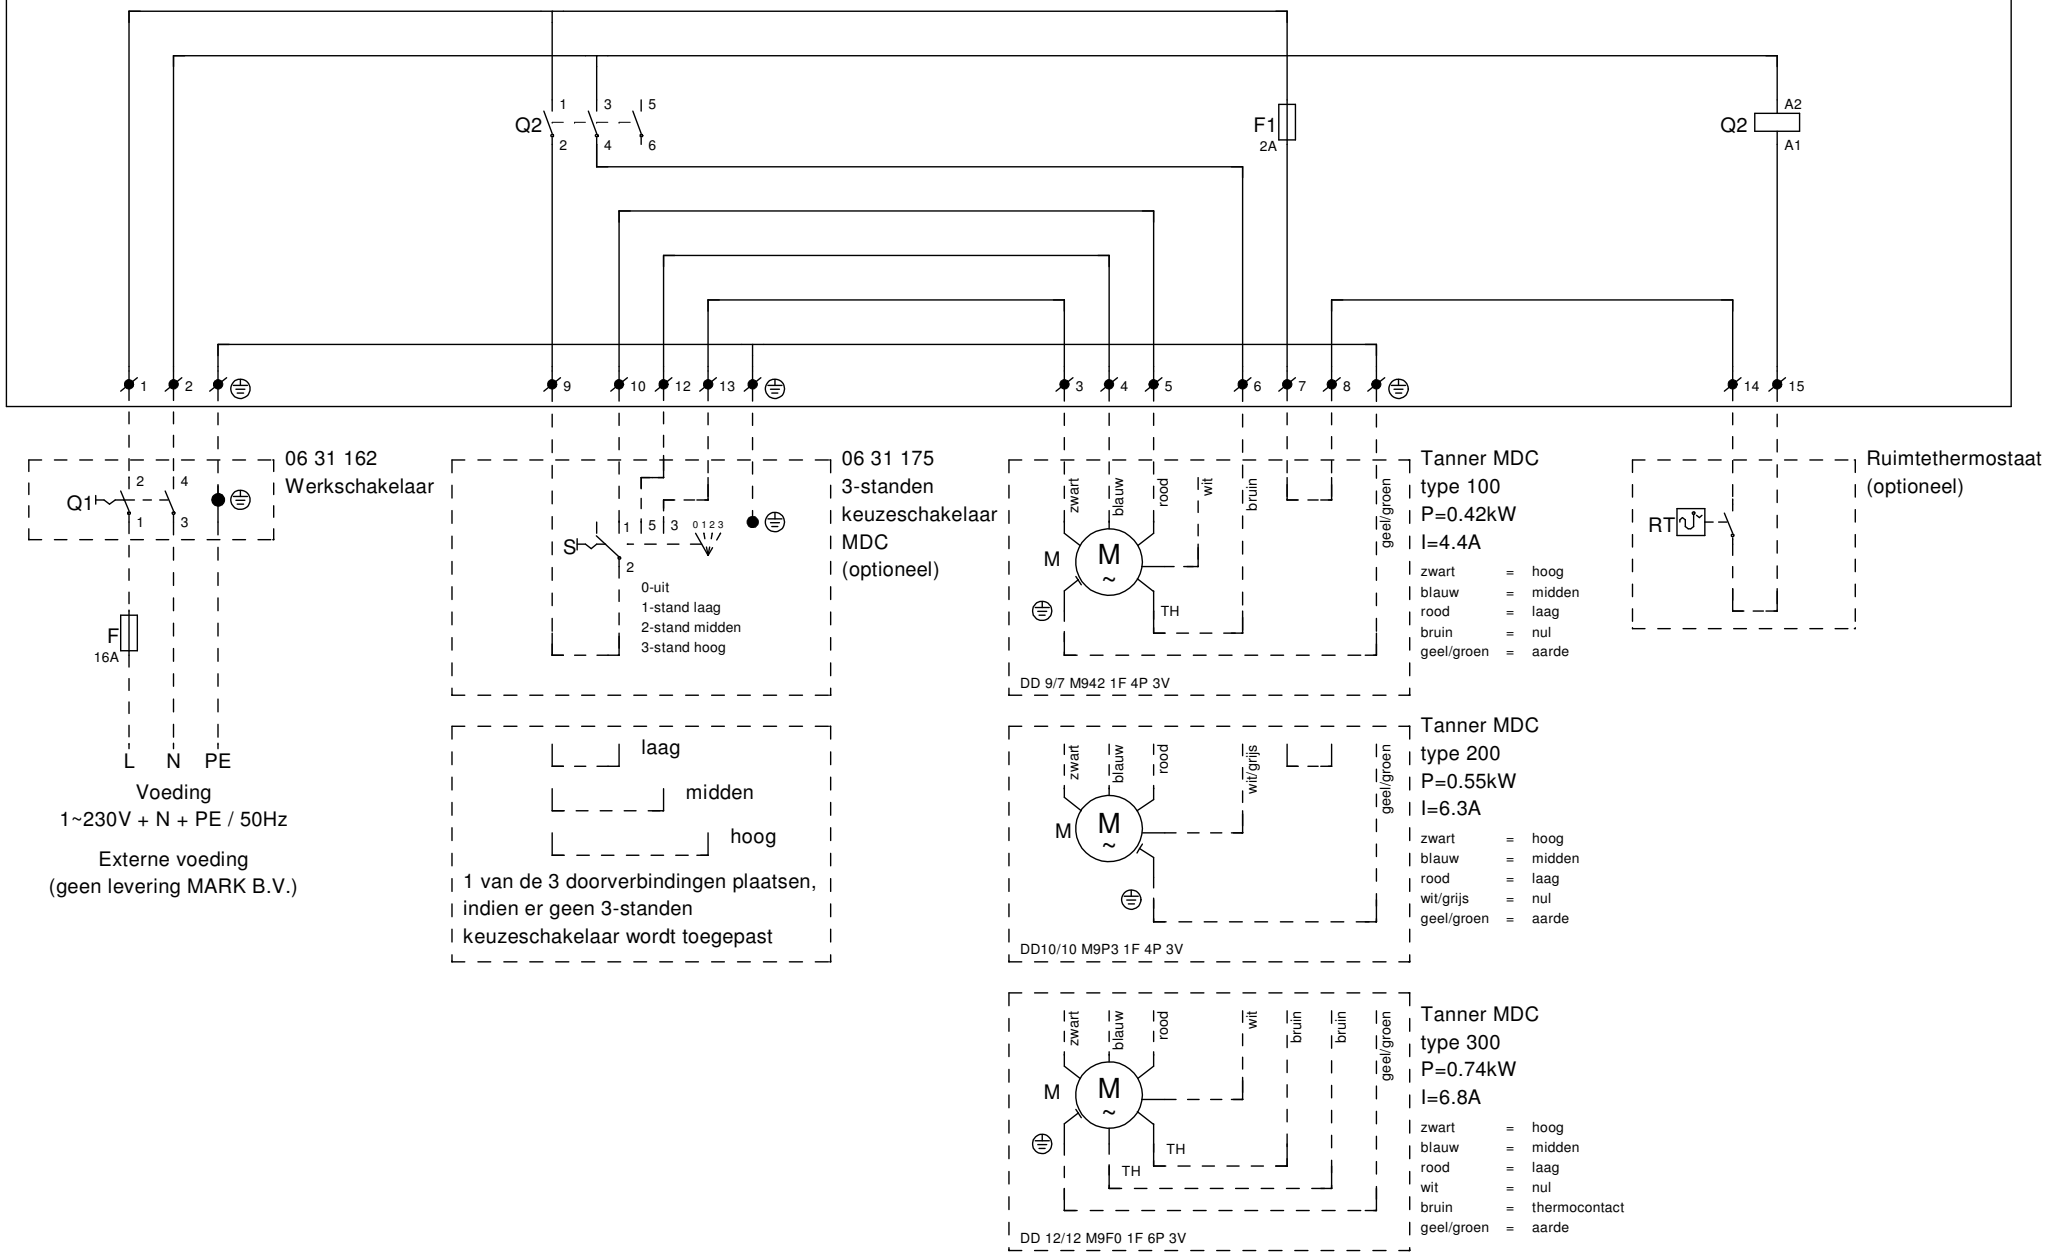 1 3 5
Q2
2 4 6
F1
2A
A2
Q2
A1
1 2 9 10 12 13 3 4 5 6 7 8 14 15
06 31 162
Werkschakelaar
2 4
Q1
1 3
F
16A
L N PE
Voeding
1~230V + N + PE / 50Hz
Externe voeding
(geen levering MARK B.V.)
06 31 175
3-standen
keuzeschakelaar
MDC
(optioneel)
1 5 3 0 1 2 3
S
2
0-uit
1-stand laag
2-stand midden
3-stand hoog
laag
midden
hoog
1 van de 3 doorverbindingen plaatsen,
indien er geen 3-standen
keuzeschakelaar wordt toegepast
zwart blauw rood wit bruin geel/groen
M M
~
TH
DD 9/7 M942 1F 4P 3V
Tanner MDC
type 100
P=0.42kW
I=4.4A
zwart = hoog
blauw = midden
rood = laag
bruin = nul
geel/groen = aarde
Ruimtethermostaat
(optioneel)
RT
zwart blauw rood wit/grijs geel/groen
M M
~
DD10/10 M9P3 1F 4P 3V
Tanner MDC
type 200
P=0.55kW
I=6.3A
zwart = hoog
blauw = midden
rood = laag
wit/grijs = nul
geel/groen = aarde
zwart blauw rood wit bruin bruin geel/groen
M M
~
TH
TH
DD 12/12 M9F0 1F 6P 3V
Tanner MDC
type 300
P=0.74kW
I=6.8A
zwart = hoog
blauw = midden
rood = laag
wit = nul
bruin = thermocontact
geel/groen = aarde